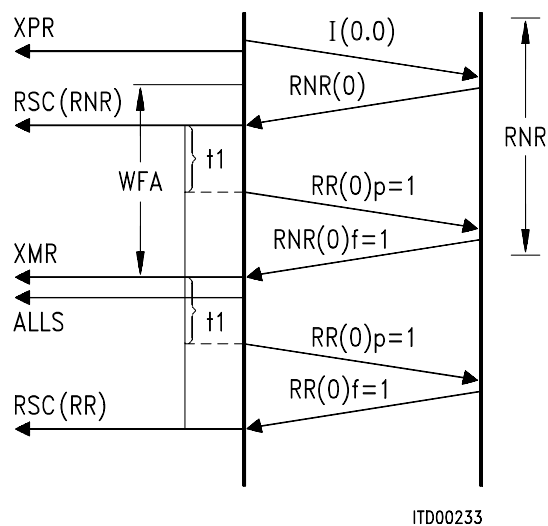 XPR
I(0.0)
RNR(0)
RSC(RNR)
RNR
t1
WFA
RR(0)p=1
RNR(0)f=1
XMR
ALLS
t1
RR(0)p=1
RR(0)f=1
RSC(RR)
ITD00233